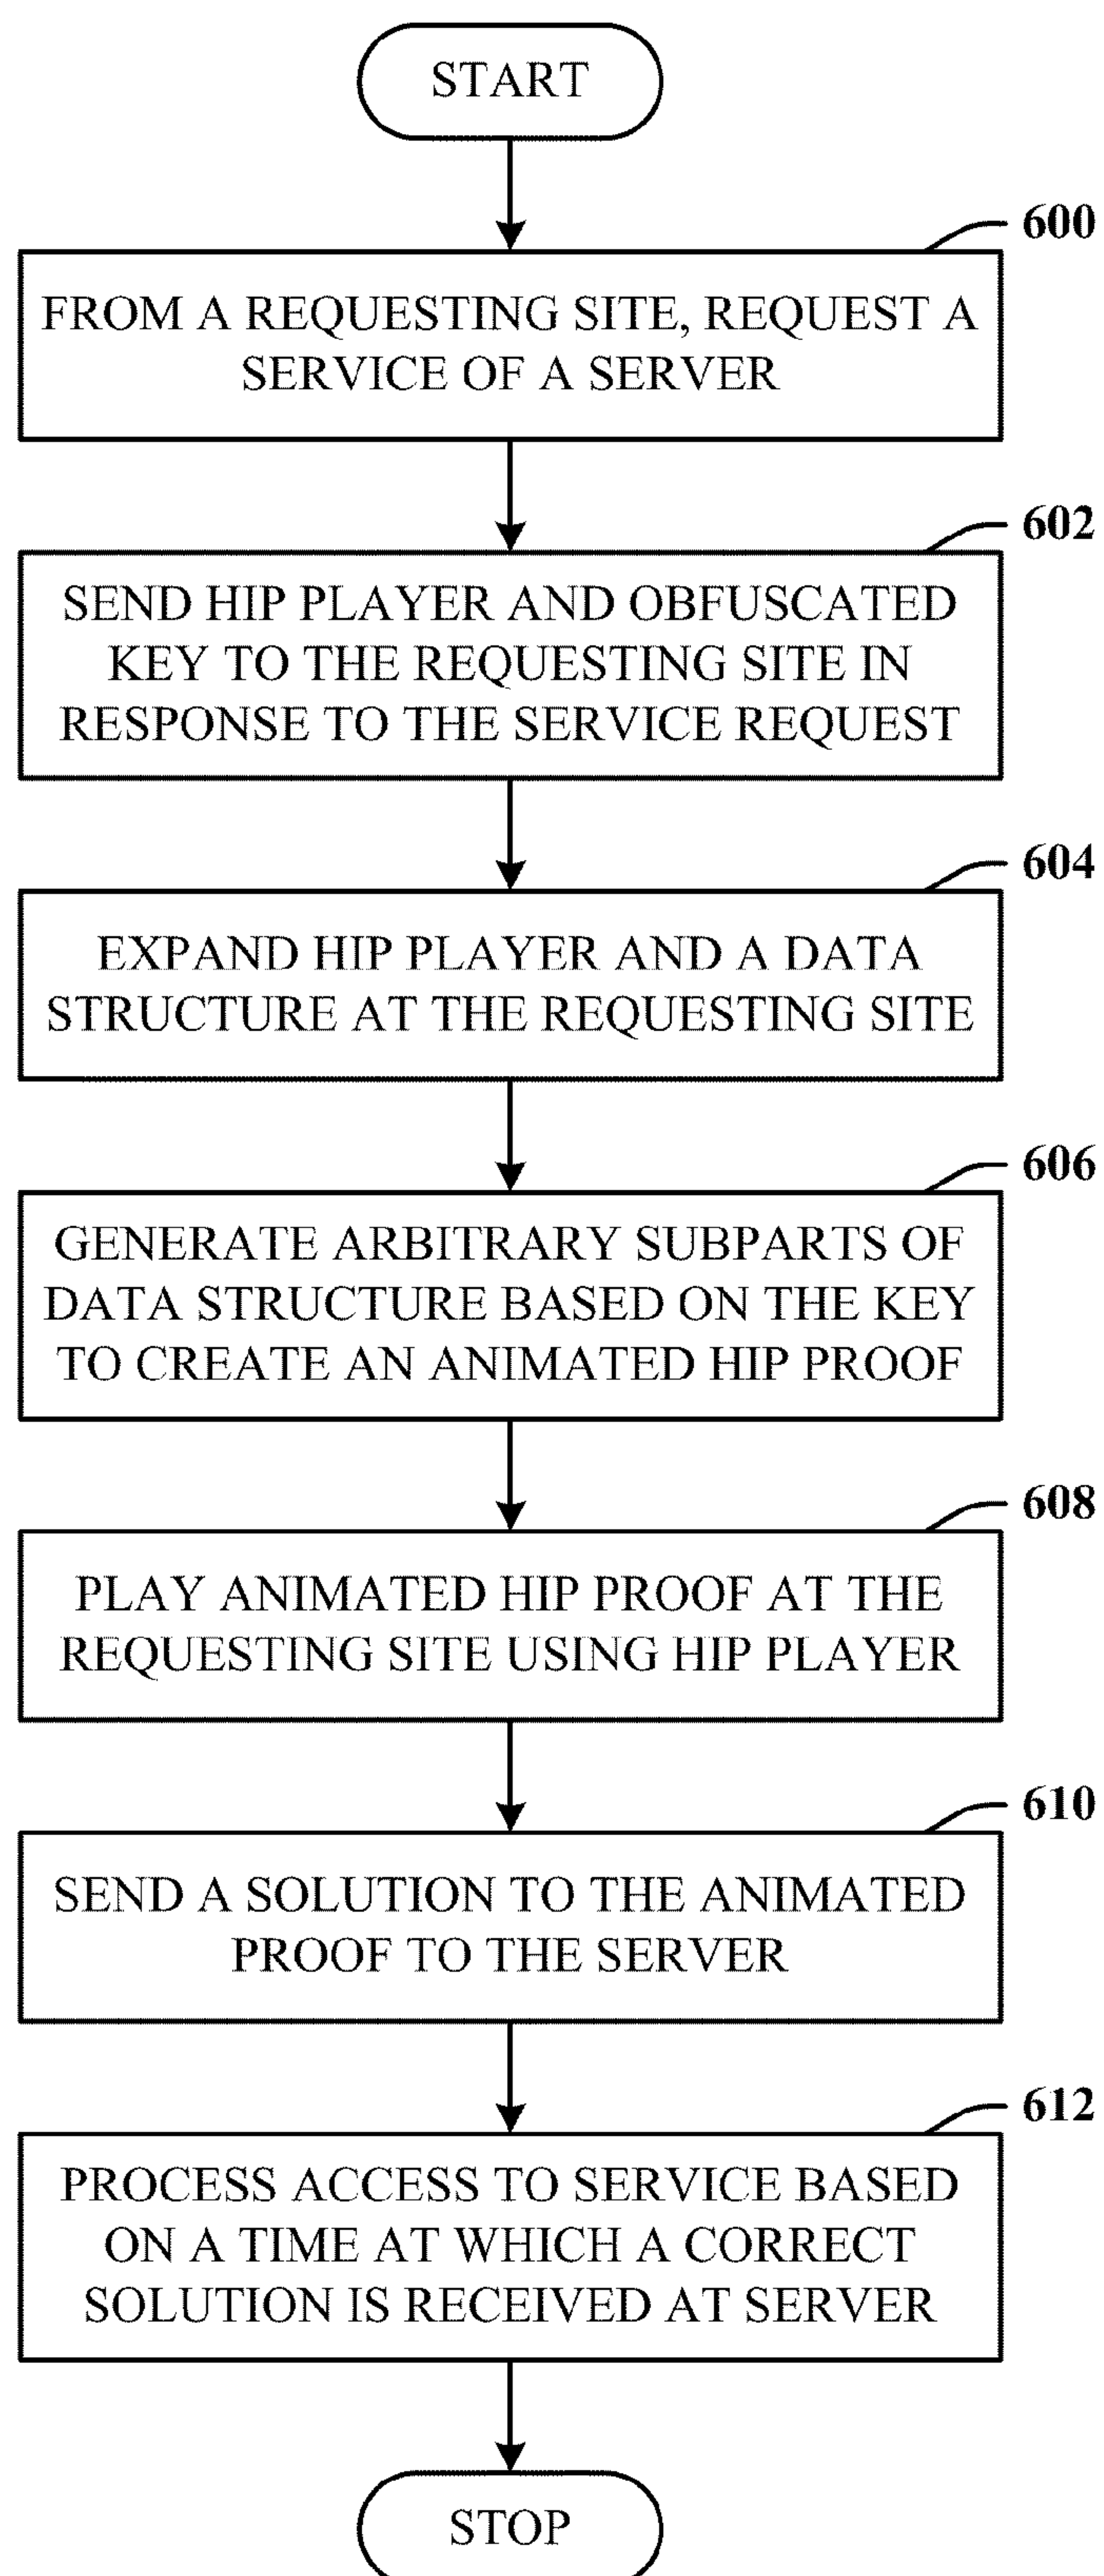 START
600
FROM A REQUESTING SITE, REQUEST A
SERVICE OF A SERVER
602
SEND HIP PLAYER AND OBFUSCATED
KEY TO THE REQUESTING SITE IN
RESPONSE TO THE SERVICE REQUEST
604
EXPAND HIP PLAYER AND A DATA
STRUCTURE AT THE REQUESTING SITE
606
GENERATE ARBITRARY SUBPARTS OF
DATA STRUCTURE BASED ON THE KEY
TO CREATE AN ANIMATED HIP PROOF
608
PLAY ANIMATED HIP PROOF AT THE
REQUESTING SITE USING HIP PLAYER
610
SEND A SOLUTION TO THE ANIMATED
PROOF TO THE SERVER
612
PROCESS ACCESS TO SERVICE BASED
ON A TIME AT WHICH A CORRECT
SOLUTION IS RECEIVED AT SERVER
STOP